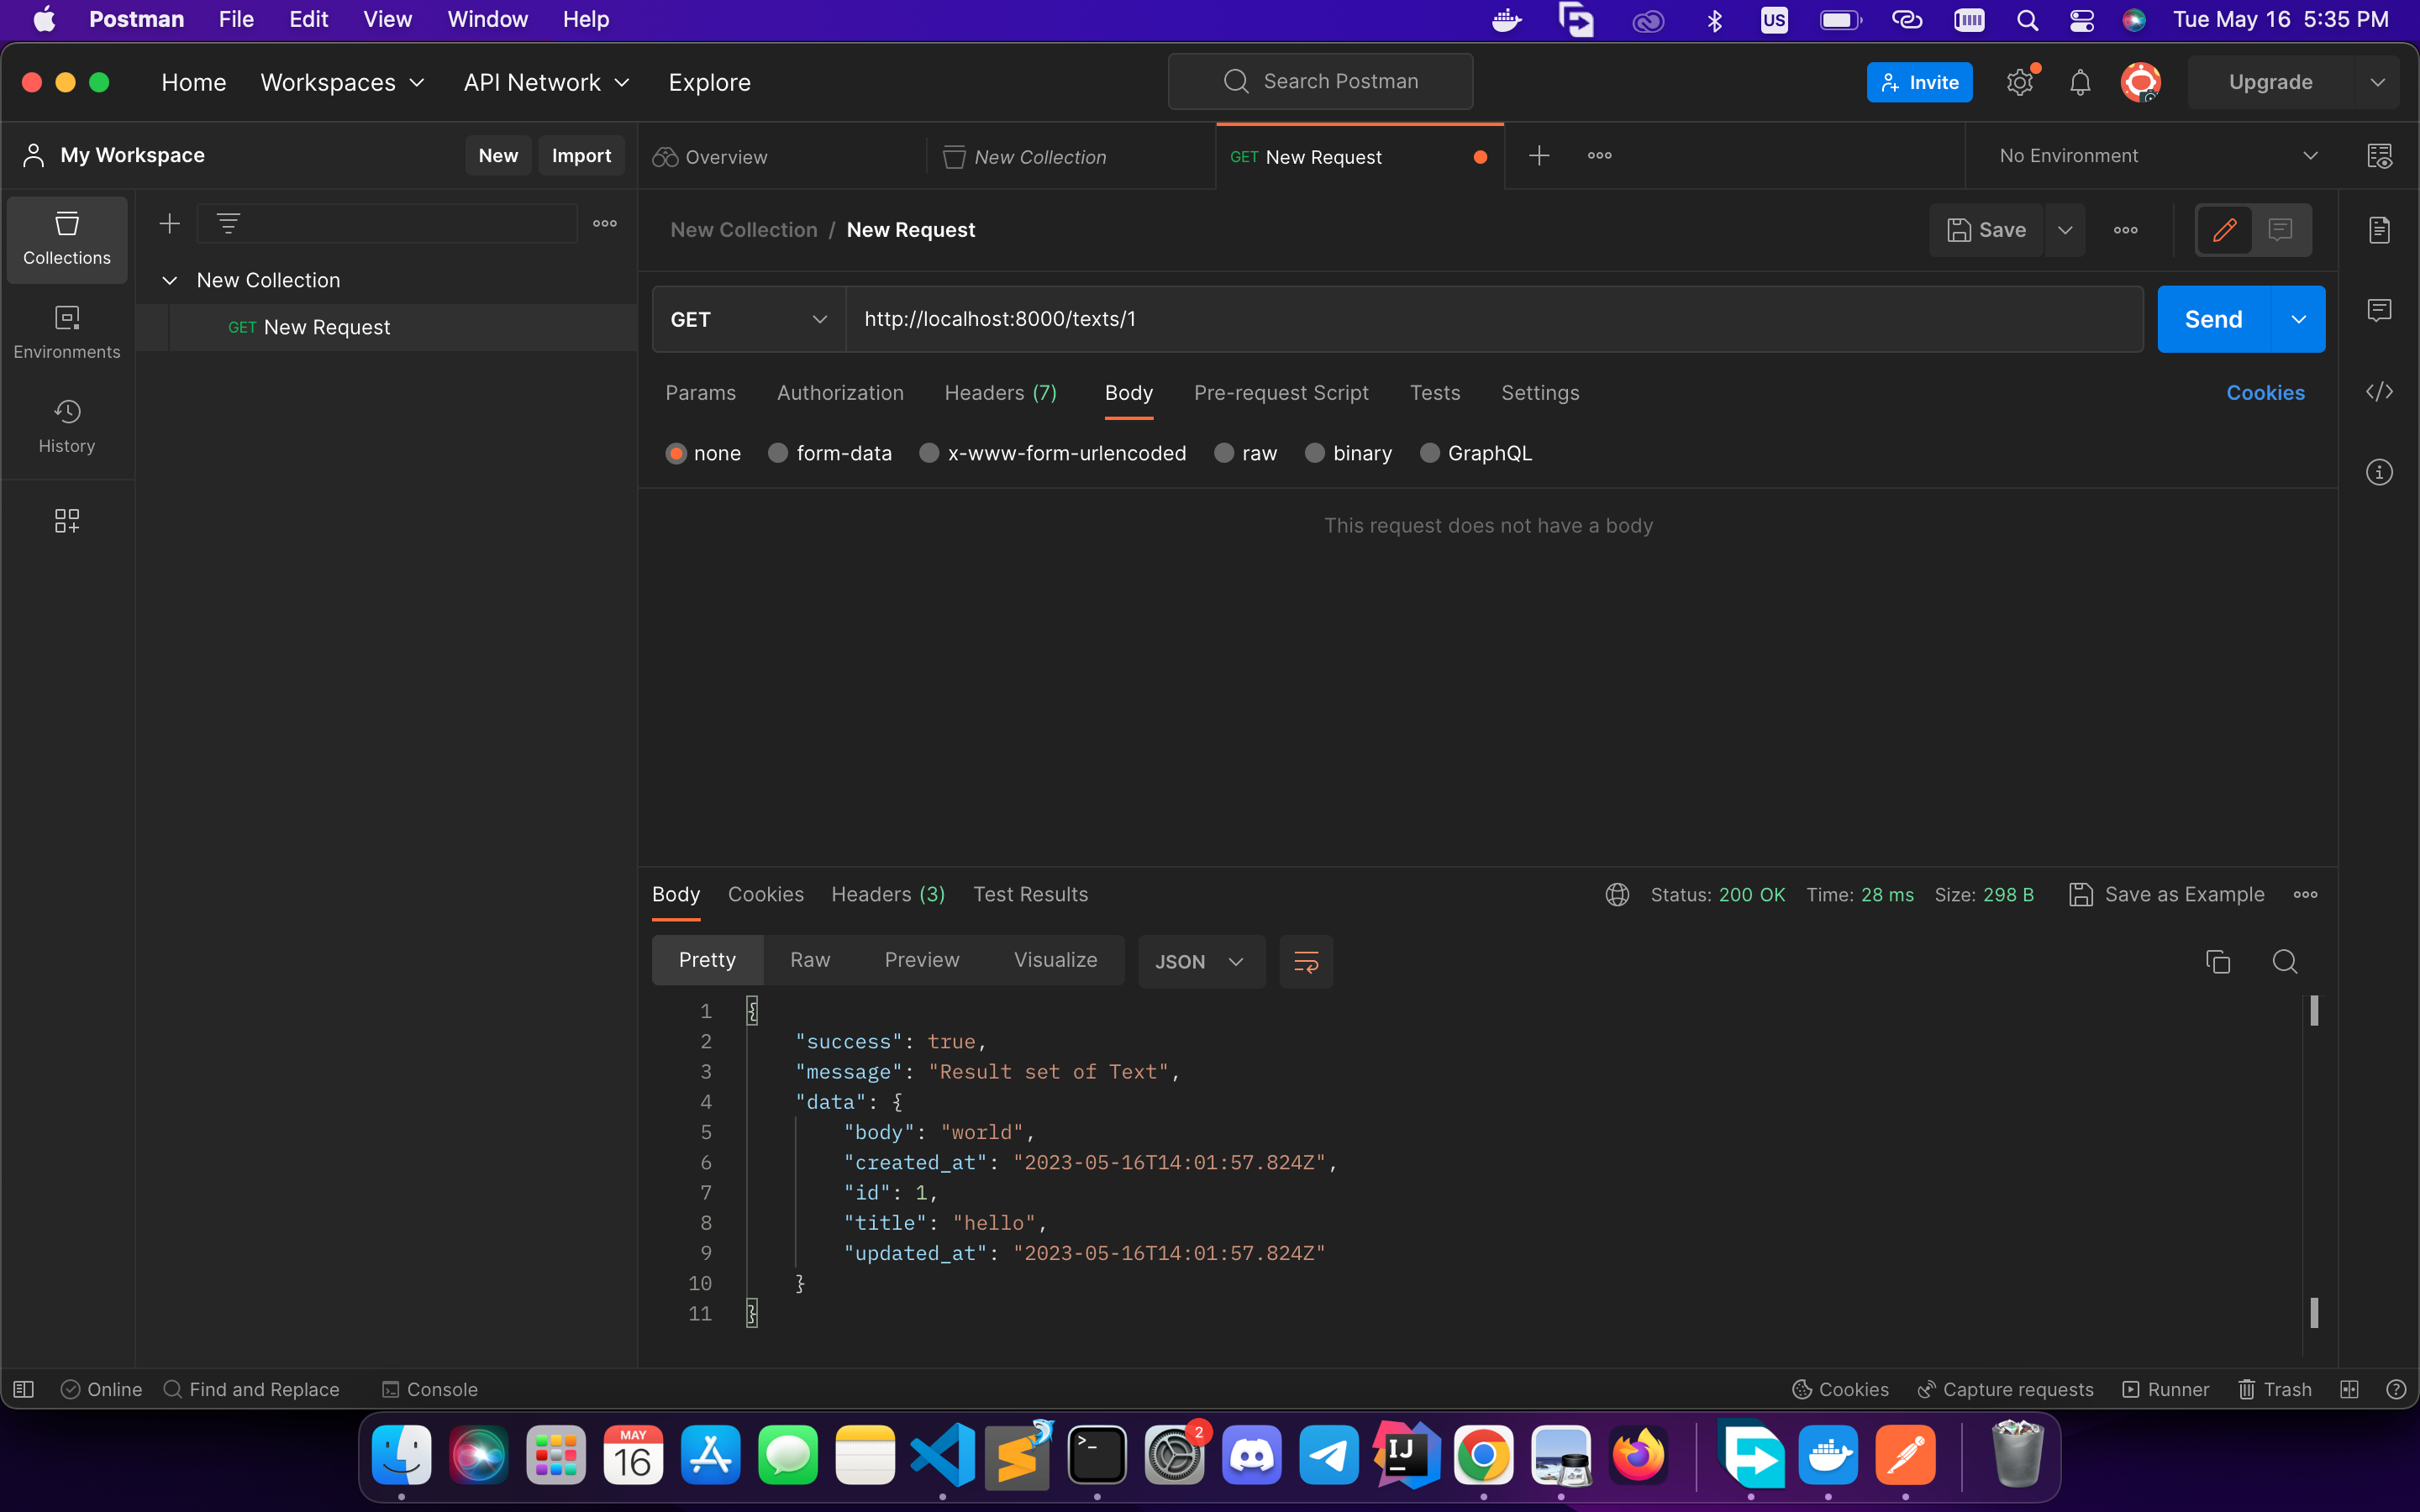 Postman File Edit View Window Help US Tue May 16 5:35 PM
Home Workspaces API Network Explore Search Postman Invite Upgrade
My Workspace New Import Overview New Collection GET New Request No Environment
Collections
Environments
History
New Collection
GET New Request
New Collection / New Request Save
GET http://localhost:8000/texts/1 Send
Params Authorization Headers (7) Body Pre-request Script Tests Settings Cookies
none form-data x-www-form-urlencoded raw binary GraphQL
This request does not have a body
Body Cookies Headers (3) Test Results Status: 200 OK Time: 28 ms Size: 298 B Save as Example
Pretty Raw Preview Visualize JSON
1 {
2 "success": true,
3 "message": "Result set of Text",
4 "data": {
5 "body": "world",
6 "created_at": "2023-05-16T14:01:57.824Z",
7 "id": 1,
8 "title": "hello",
9 "updated_at": "2023-05-16T14:01:57.824Z"
10 }
11 }
Online Find and Replace Console Cookies Capture requests Runner Trash
MAY
16
2
IJ